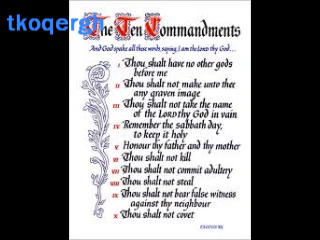 tkoqergh
The Ten Commandments
And God spake all these words, saying, I am the LORD thy God...
I Thou shalt have no other gods
before me
II Thou shalt not make unto thee
any graven image
III Thou shalt not take the name
of the LORD thy God in vain
IV Remember the sabbath day,
to keep it holy
V Honour thy father and thy mother
VI Thou shalt not kill
VII Thou shalt not commit adultery
VIII Thou shalt not steal
IX Thou shalt not bear false witness
against thy neighbour
X Thou shalt not covet